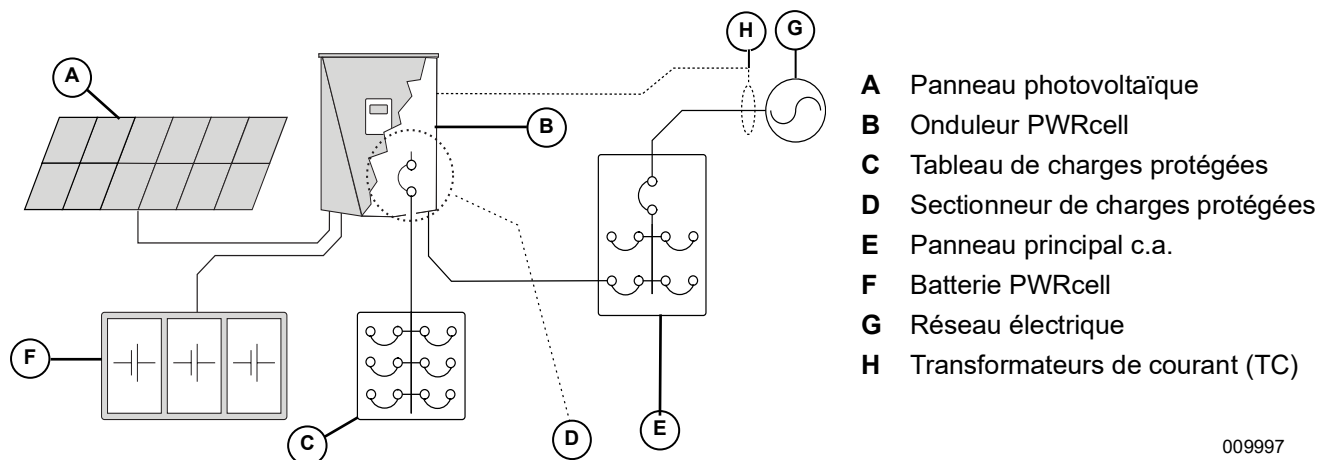 H
G
A
B
F
C
D
E
A Panneau photovoltaïque
B Onduleur PWRcell
C Tableau de charges protégées
D Sectionneur de charges protégées
E Panneau principal c.a.
F Batterie PWRcell
G Réseau électrique
H Transformateurs de courant (TC)
009997